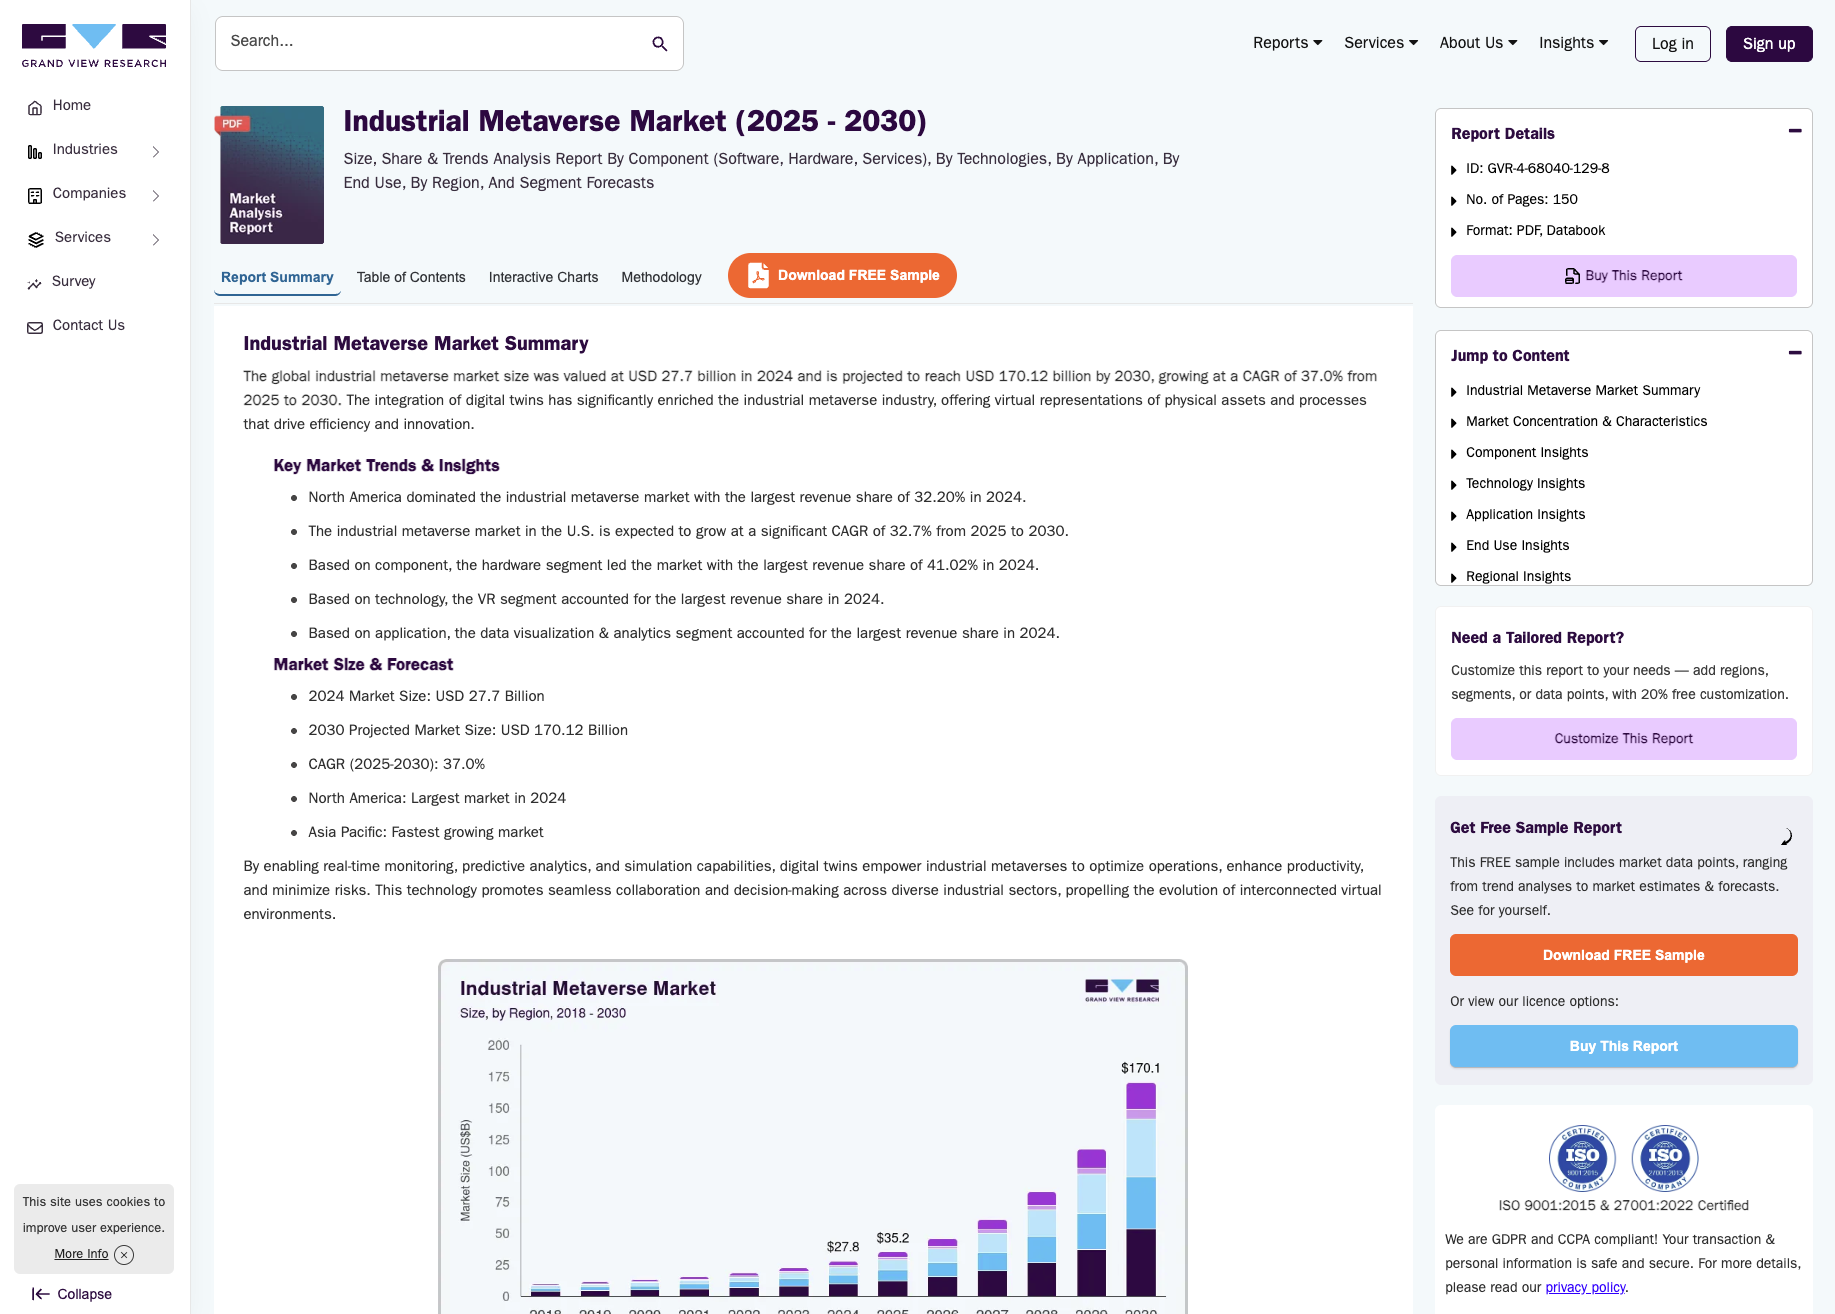 GRAND VIEW RESEARCH
Home
Industries
Companies
Services
Survey
Contact Us
This site uses cookies to
improve user experience.
More Info
Collapse
Search...
Reports
Services
About Us
Insights
Log in
Sign up
PDF
Market
Analysis
Report
Industrial Metaverse Market (2025 - 2030)
Size, Share & Trends Analysis Report By Component (Software, Hardware, Services), By Technologies, By Application, By
End Use, By Region, And Segment Forecasts
Report Summary
Table of Contents
Interactive Charts
Methodology
Download FREE Sample
Industrial Metaverse Market Summary
The global industrial metaverse market size was valued at USD 27.7 billion in 2024 and is projected to reach USD 170.12 billion by 2030, growing at a CAGR of 37.0% from
2025 to 2030. The integration of digital twins has significantly enriched the industrial metaverse industry, offering virtual representations of physical assets and processes
that drive efficiency and innovation.
Key Market Trends & Insights
North America dominated the industrial metaverse market with the largest revenue share of 32.20% in 2024.
The industrial metaverse market in the U.S. is expected to grow at a significant CAGR of 32.7% from 2025 to 2030.
Based on component, the hardware segment led the market with the largest revenue share of 41.02% in 2024.
Based on technology, the VR segment accounted for the largest revenue share in 2024.
Based on application, the data visualization & analytics segment accounted for the largest revenue share in 2024.
Market Size & Forecast
2024 Market Size: USD 27.7 Billion
2030 Projected Market Size: USD 170.12 Billion
CAGR (2025-2030): 37.0%
North America: Largest market in 2024
Asia Pacific: Fastest growing market
By enabling real-time monitoring, predictive analytics, and simulation capabilities, digital twins empower industrial metaverses to optimize operations, enhance productivity,
and minimize risks. This technology promotes seamless collaboration and decision-making across diverse industrial sectors, propelling the evolution of interconnected virtual
environments.
Industrial Metaverse Market
Size, by Region, 2018 - 2030
GRAND VIEW RESEARCH
Market Size (US$B)
200
175
150
125
100
75
50
25
0
$27.8
$35.2
$170.1
2018 2019 2020 2021 2022 2023 2024 2025 2026 2027 2028 2029 2030
Report Details
ID: GVR-4-68040-129-8
No. of Pages: 150
Format: PDF, Databook
Buy This Report
Jump to Content
Industrial Metaverse Market Summary
Market Concentration & Characteristics
Component Insights
Technology Insights
Application Insights
End Use Insights
Regional Insights
Need a Tailored Report?
Customize this report to your needs — add regions,
segments, or data points, with 20% free customization.
Customize This Report
Get Free Sample Report
This FREE sample includes market data points, ranging
from trend analyses to market estimates & forecasts.
See for yourself.
Download FREE Sample
Or view our licence options:
Buy This Report
CERTIFIED
ISO
9001:2015
COMPANY
CERTIFIED
ISO
27001:2013
COMPANY
ISO 9001:2015 & 27001:2022 Certified
We are GDPR and CCPA compliant! Your transaction &
personal information is safe and secure. For more details,
please read our privacy policy.